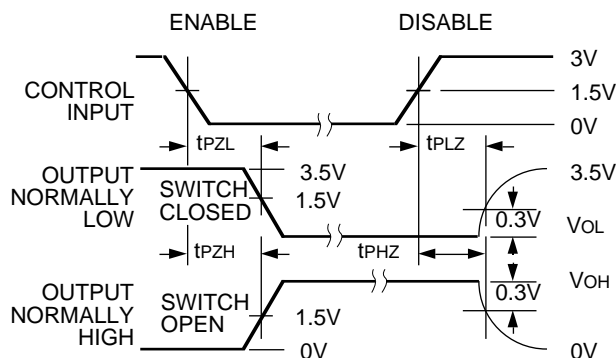 ENABLE DISABLE
3V
CONTROL INPUT 1.5V
0V
tPZL tPLZ
OUTPUT NORMALLY LOW
3.5V 3.5V
SWITCH CLOSED
1.5V
0.3V VOL
tPZH tPHZ
VOH
0.3V
OUTPUT NORMALLY HIGH
SWITCH OPEN
1.5V
0V 0V